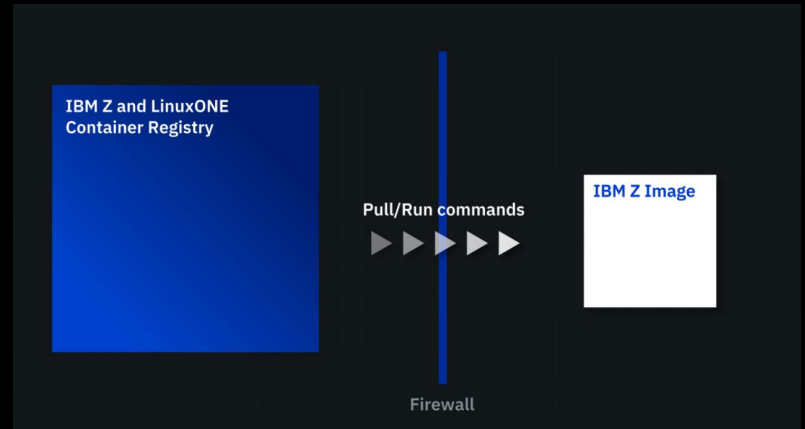 IBM Z and LinuxONE
Container Registry
Pull/Run commands
IBM Z Image
Firewall